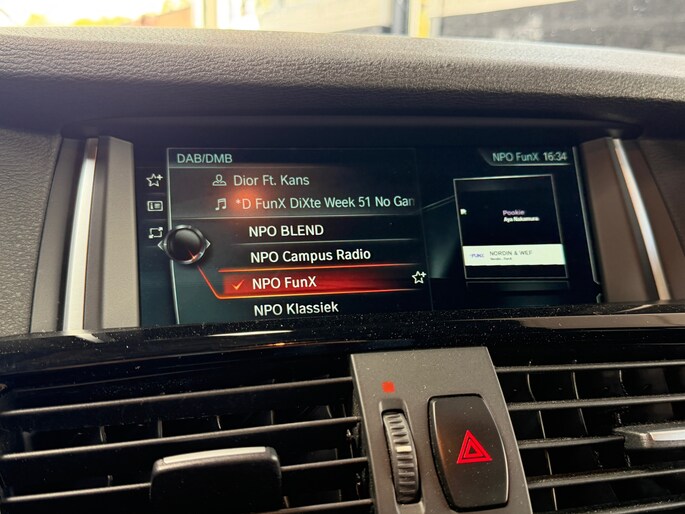 DAB/DMB
NPO FunX 16:34
Dior Ft. Kans
*D FunX DiXte Week 51 No Gan
NPO BLEND
NPO Campus Radio
NPO FunX
NPO Klassiek
Pookie
Aya Nakamura
NORDIN & WIEF